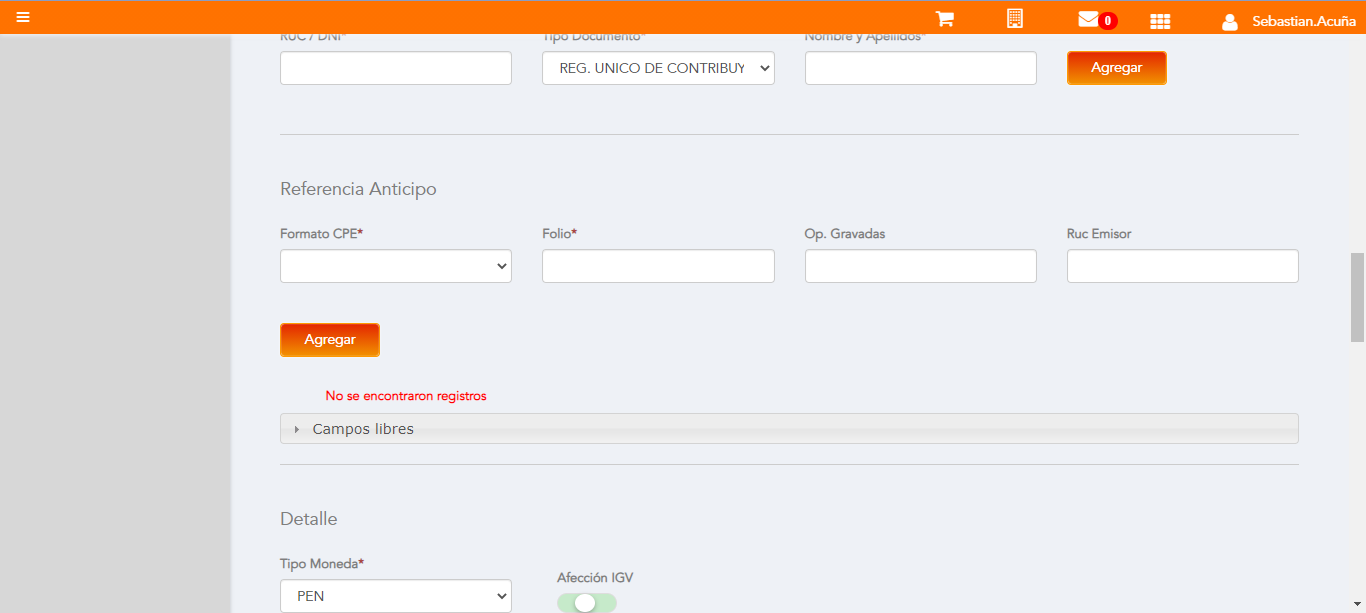 0
Sebastian.Acuña
RUC / DNI*
Tipo Documento*
Nombre y Apellidos*
REG. UNICO DE CONTRIBUY
Agregar
Referencia Anticipo
Formato CPE*
Folio*
Op. Gravadas
Ruc Emisor
Agregar
No se encontraron registros
Campos libres
Detalle
Tipo Moneda*
Afección IGV
PEN